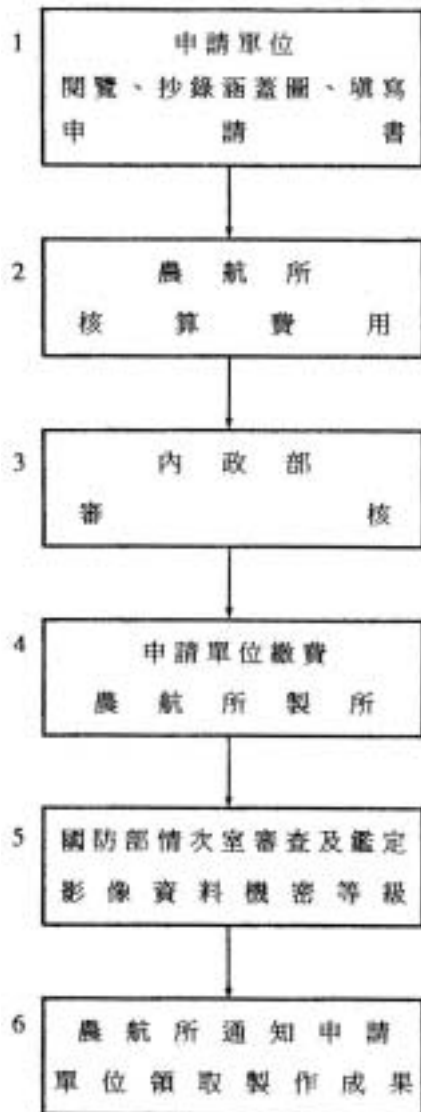 1
申請單位
閱覽、抄錄涵蓋圖、填寫
申請書
2
農航所
核算費用
3
內政部
審核
4
申請單位繳費
農航所製所
5
國防部情次室審查及鑑定
影像資料機密等級
6
農航所通知申請
單位領取製作成果